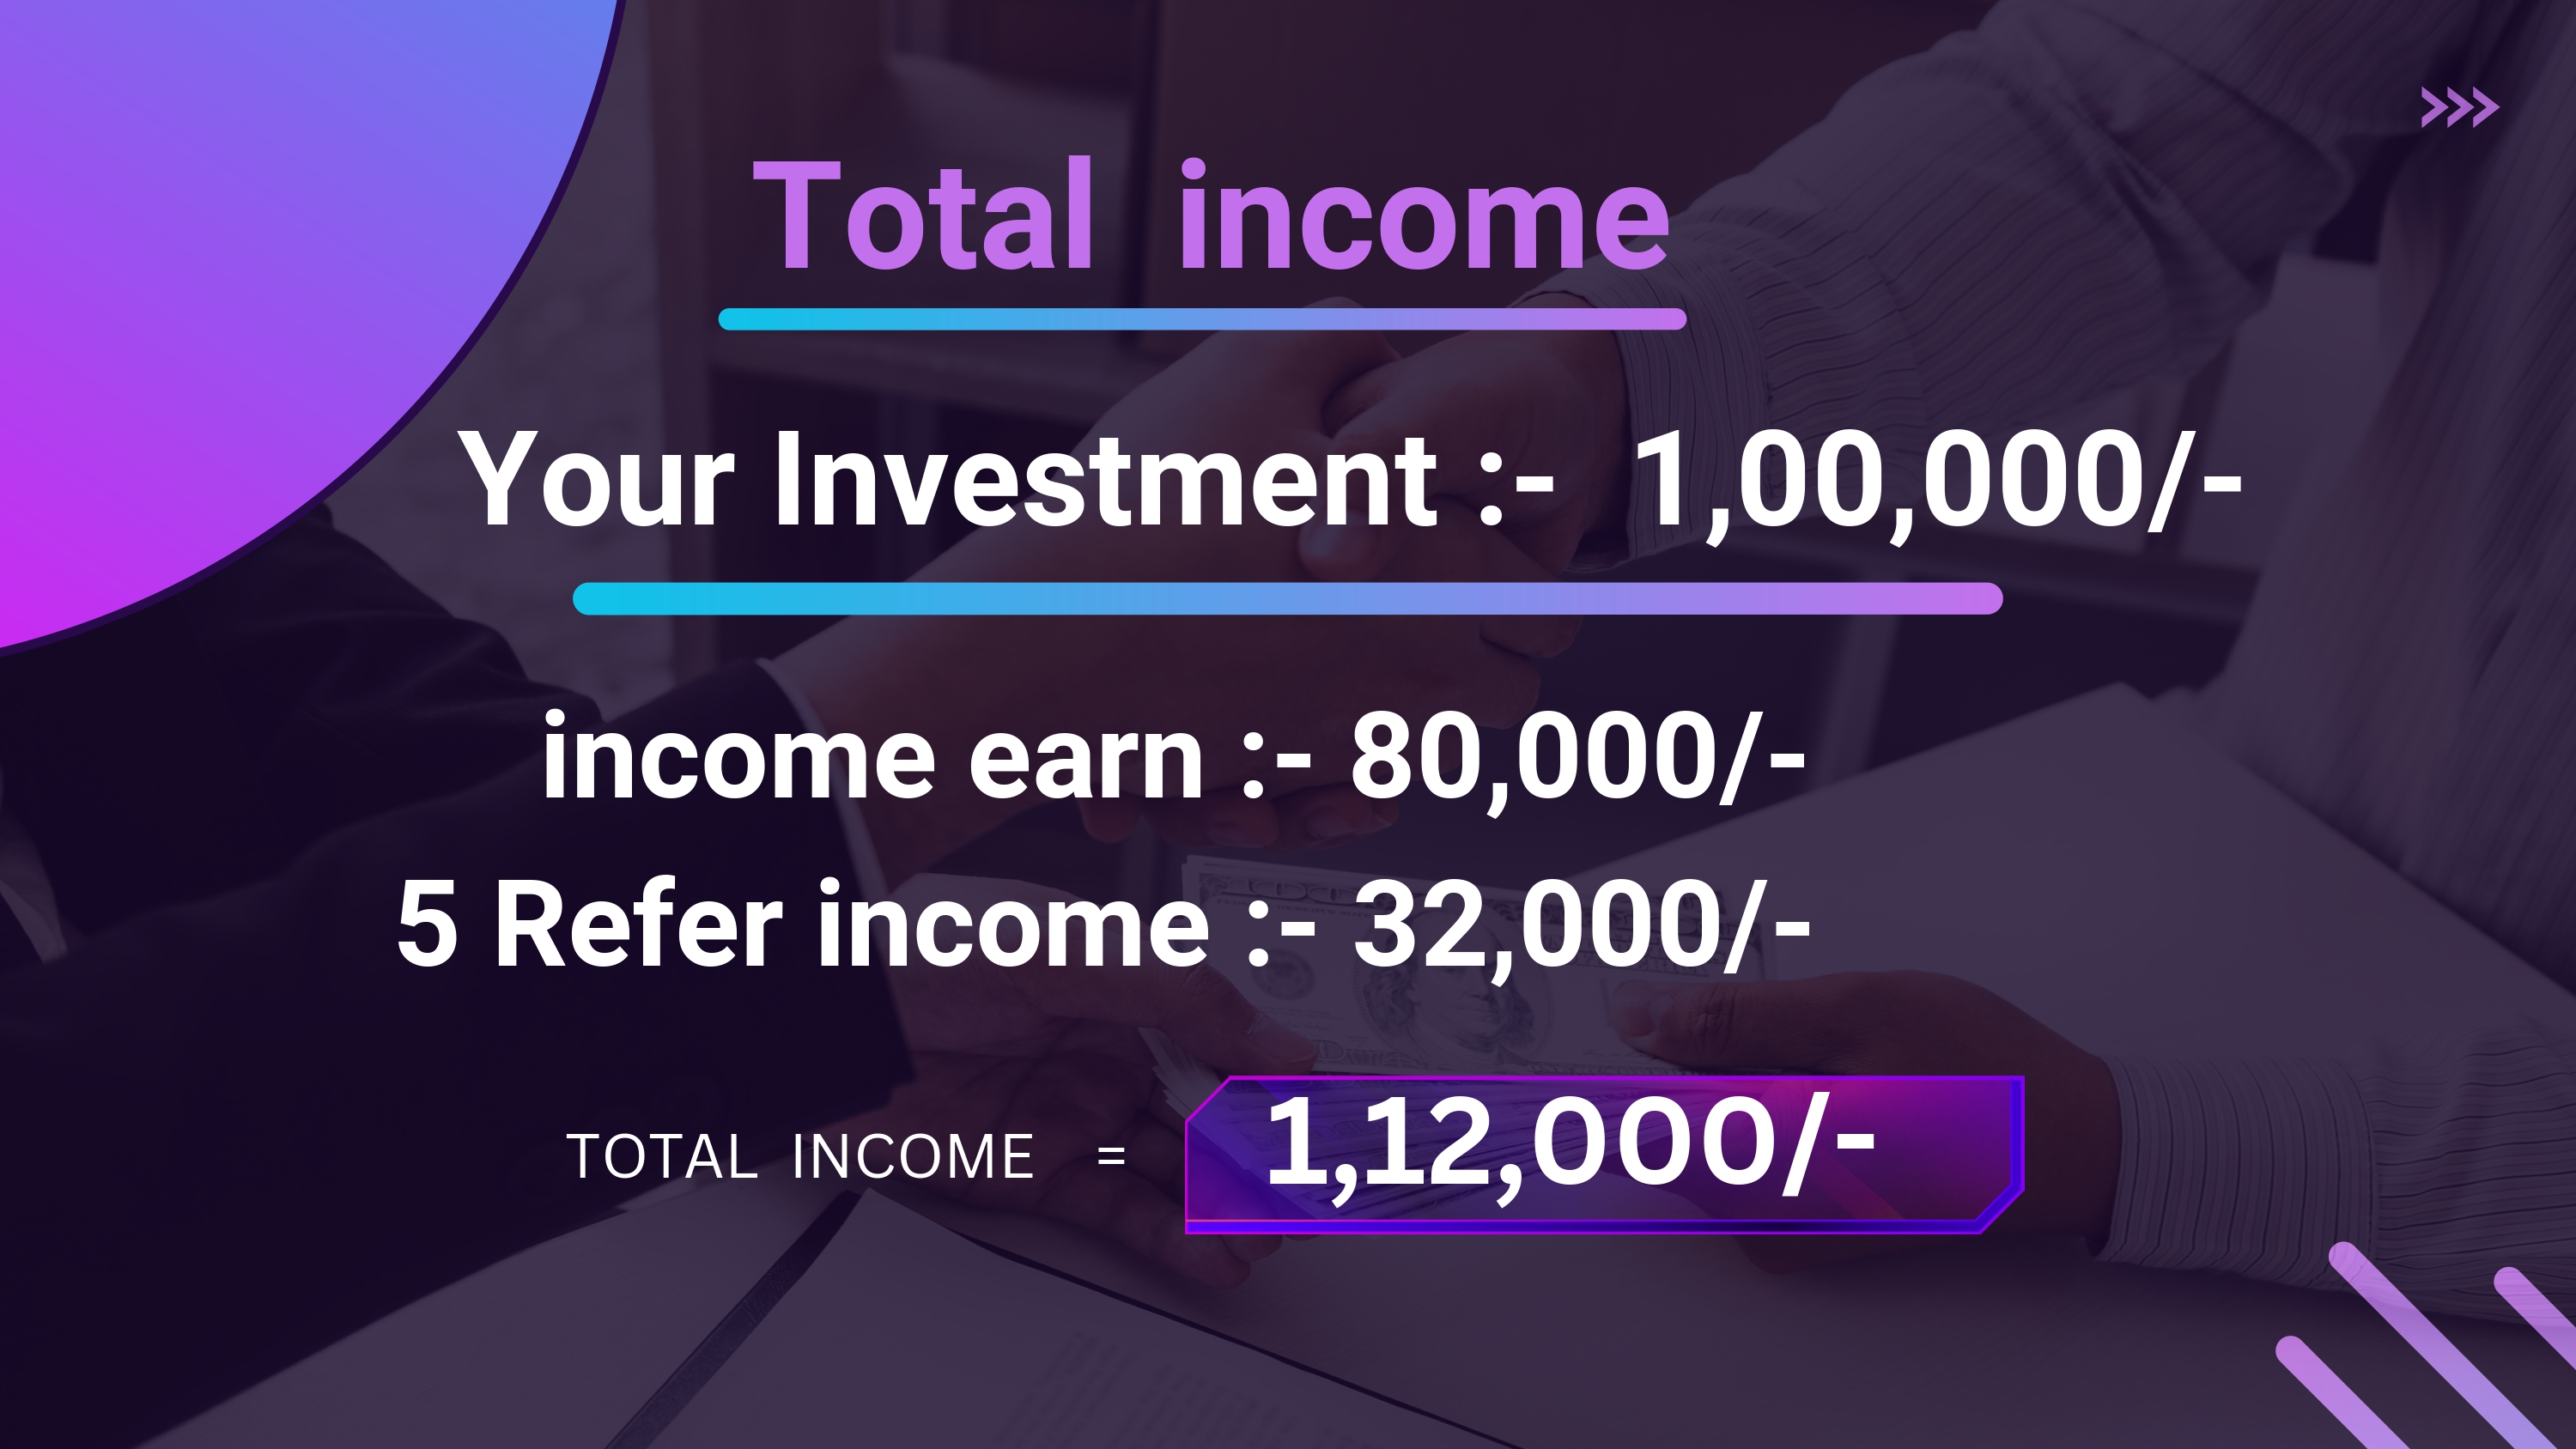 Total income
Your Investment :- 1,00,000/-
income earn :- 80,000/-
5 Refer income :- 32,000/-
TOTAL INCOME = 1,12,000/-